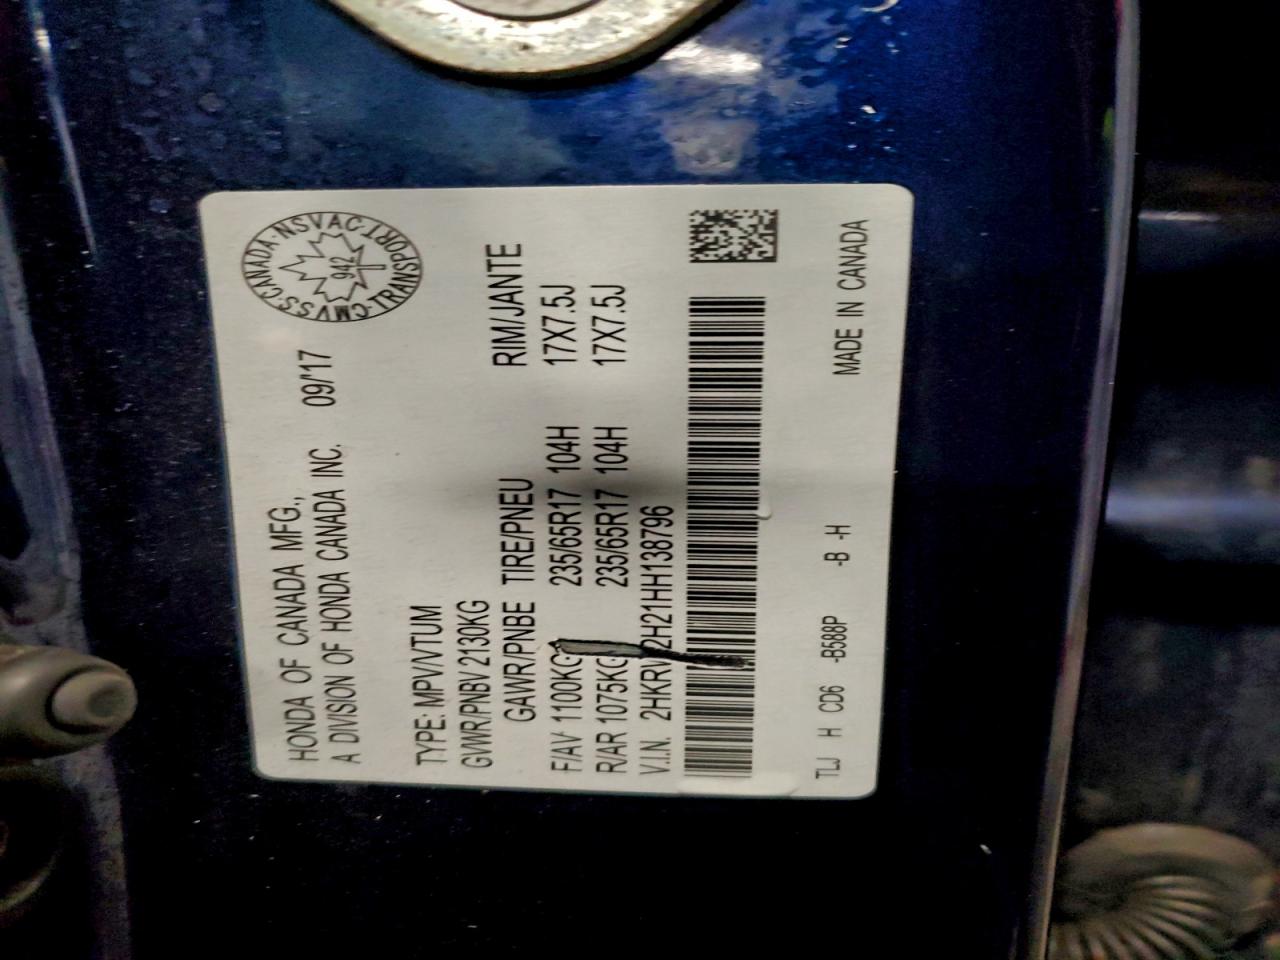 HONDA OF CANADA MFG.,
A DIVISION OF HONDA CANADA INC. 09/17
CMVSS·CANADA·NSVAC·TRANSPORT·
942
TYPE: MPV/VTUM
GVWR/PNBV 2130KG
GAWR/PNBE TIRE/PNEU RIM/JANTE
F/AV 1100KG 235/65R17 104H 17X7.5J
R/AR 1075KG 235/65R17 104H 17X7.5J
V.I.N. 2HKRW2H21HH138796
TLJ H CD6 -B588P -B -H MADE IN CANADA